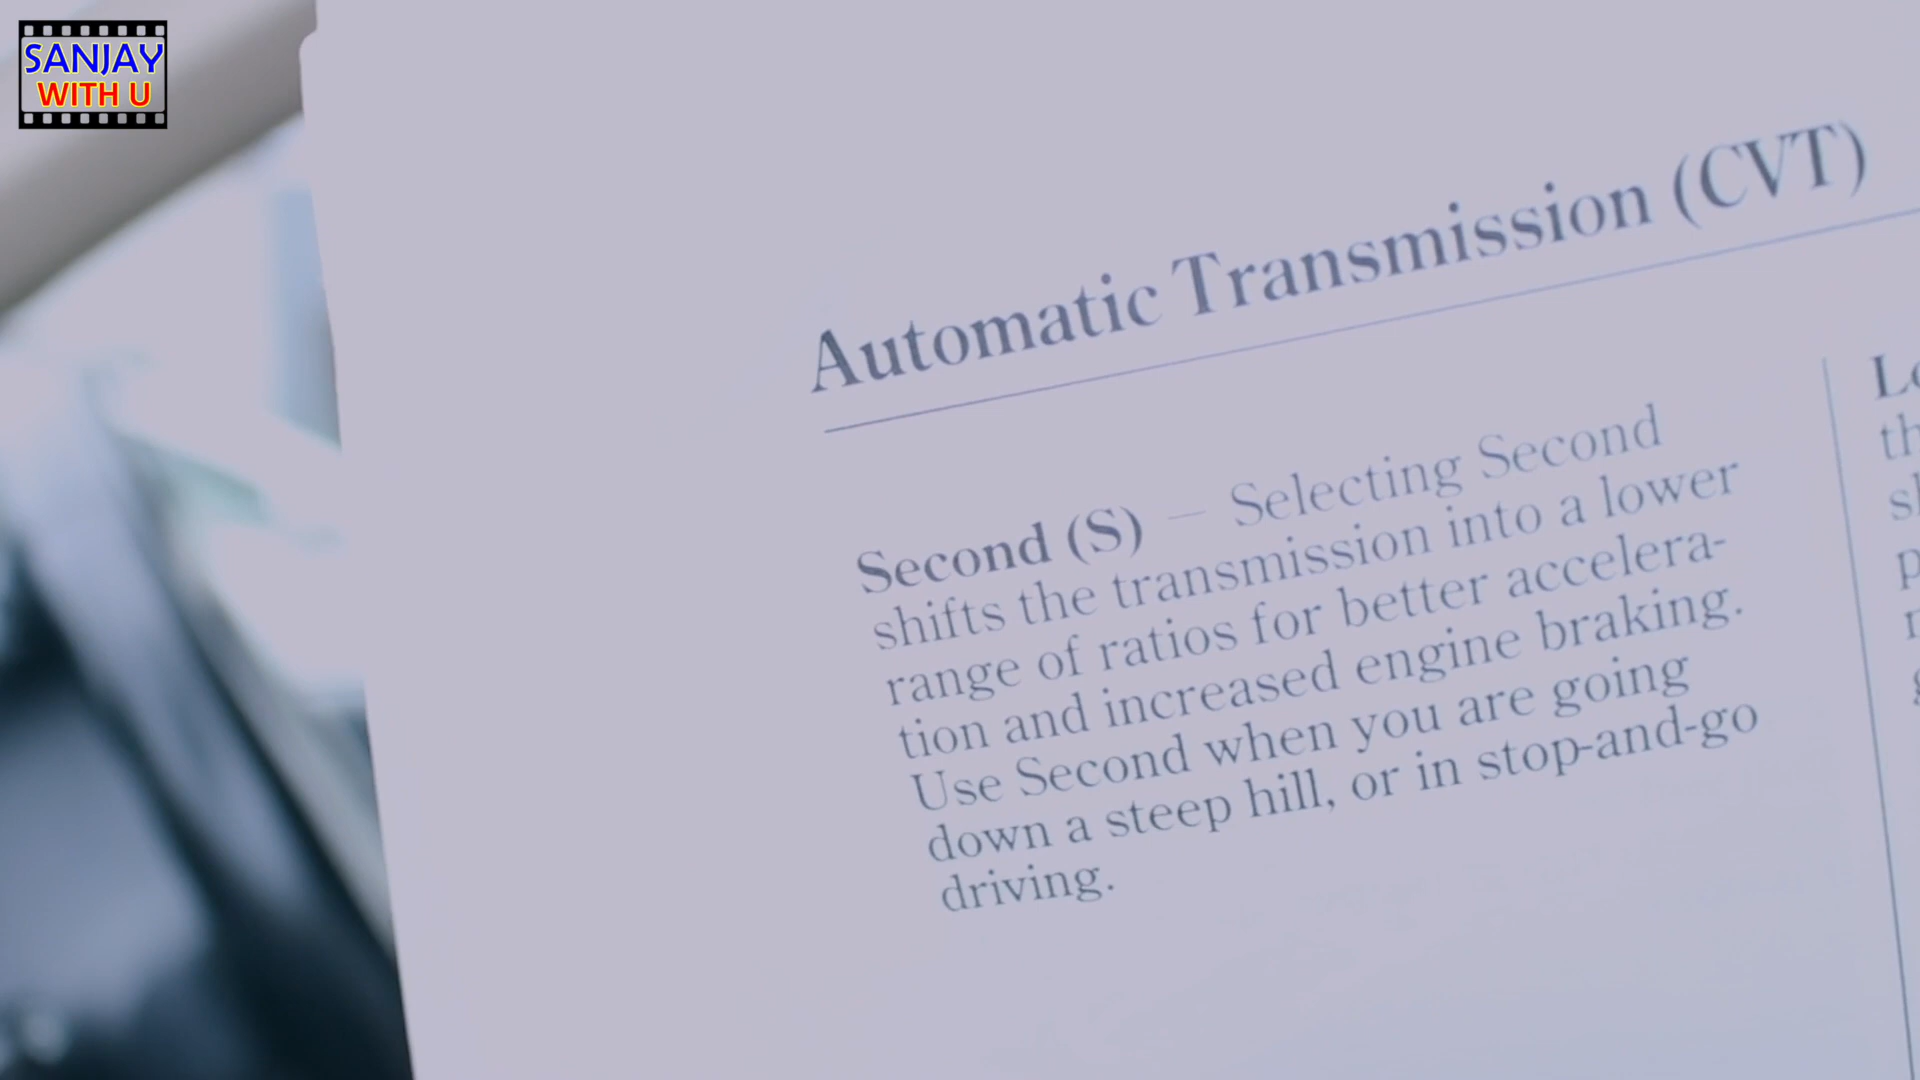 SANJAY
WITH U
Automatic Transmission (CVT)
Second (S) — Selecting Second
shifts the transmission into a lower
range of ratios for better accelera-
tion and increased engine braking.
Use Second when you are going
down a steep hill, or in stop-and-go
driving.